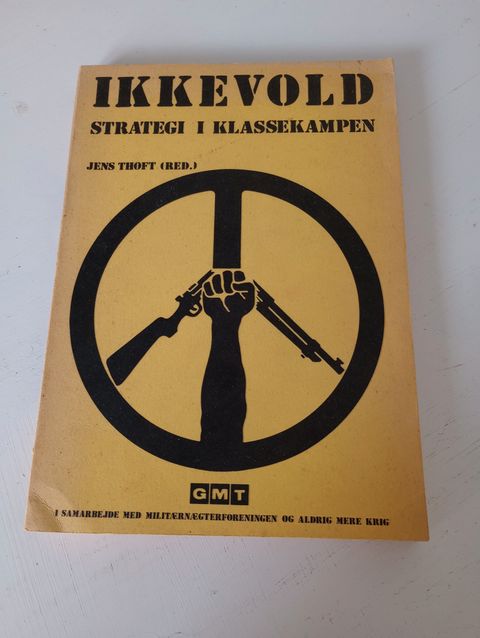 IKKEVOLD
STRATEGI I KLASSEKAMPEN
JENS THOFT (RED.)
GMT
I SAMARBEJDE MED MILITÆRNÆGTERFORENINGEN OG ALDRIG MERE KRIG